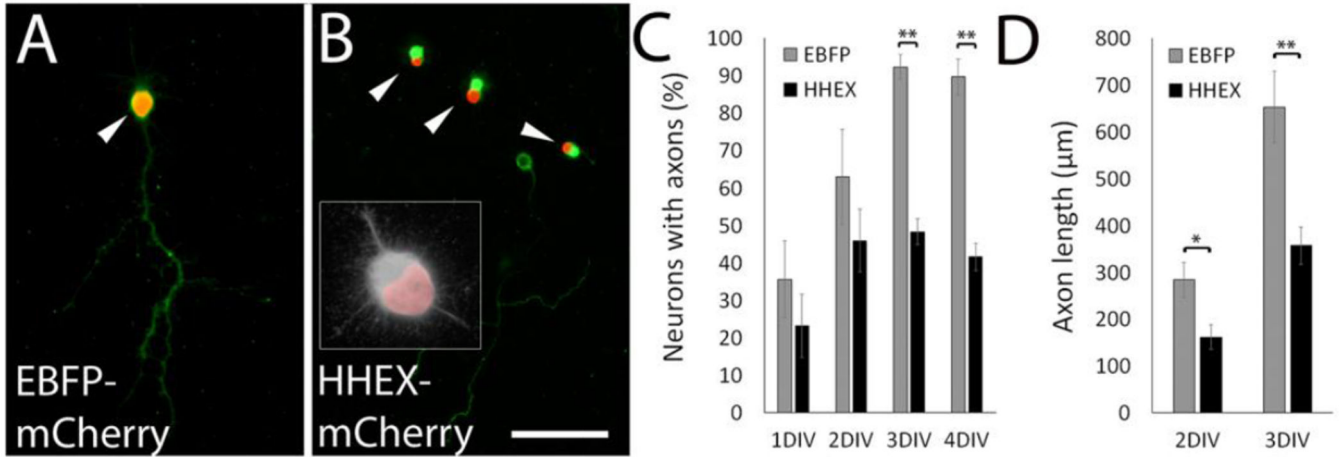 A
EBFP-
mCherry
B
HHEX-
mCherry
C
Neurons with axons (%)
100
90
80
70
60
50
40
30
20
10
0
EBFP
HHEX
**
**
1DIV 2DIV 3DIV 4DIV
D
Axon length (μm)
800
700
600
500
400
300
200
100
0
EBFP
HHEX
*
**
2DIV 3DIV